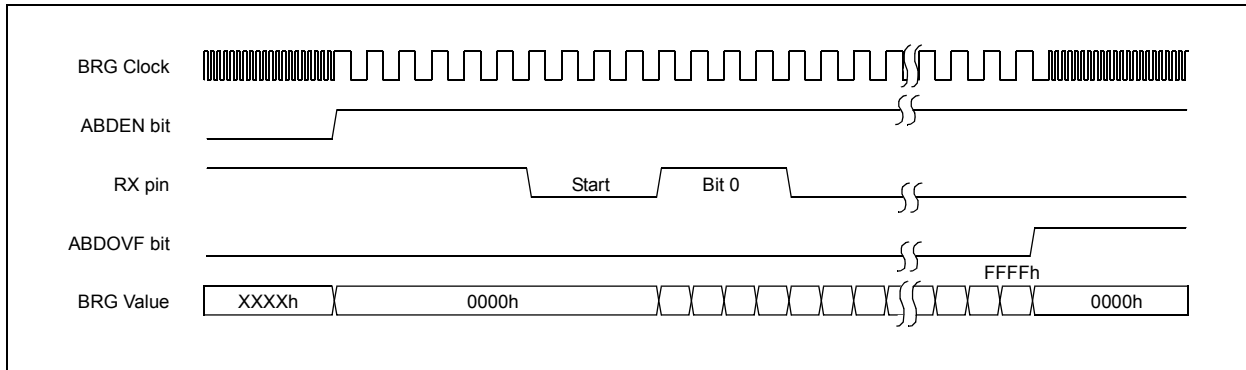 BRG Clock
ABDEN bit
RX pin
Start
Bit 0
ABDOVF bit
FFFFh
BRG Value
XXXXh
0000h
0000h